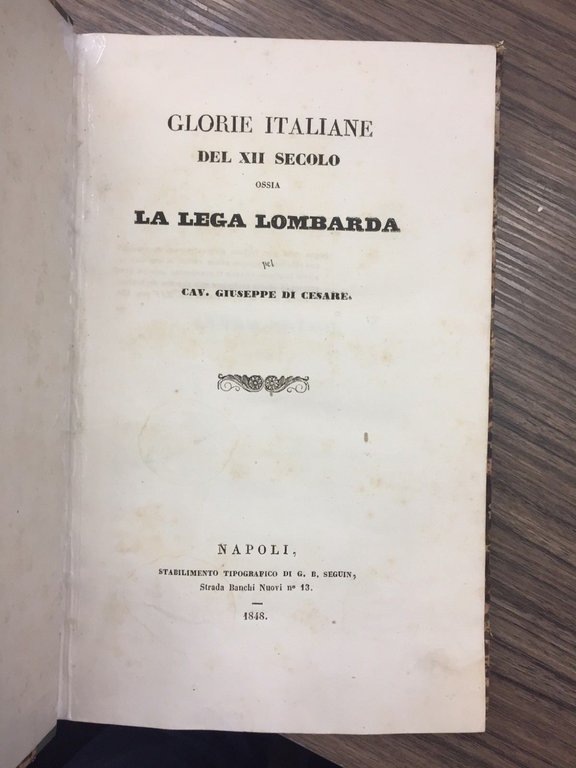 GLORIE ITALIANE
DEL XII SECOLO
OSSIA
LA LEGA LOMBARDA
pel
CAV. GIUSEPPE DI CESARE.
NAPOLI,
STABILIMENTO TIPOGRAFICO DI G. B. SEGUIN,
Strada Banchi Nuovi nº 13.
1848.